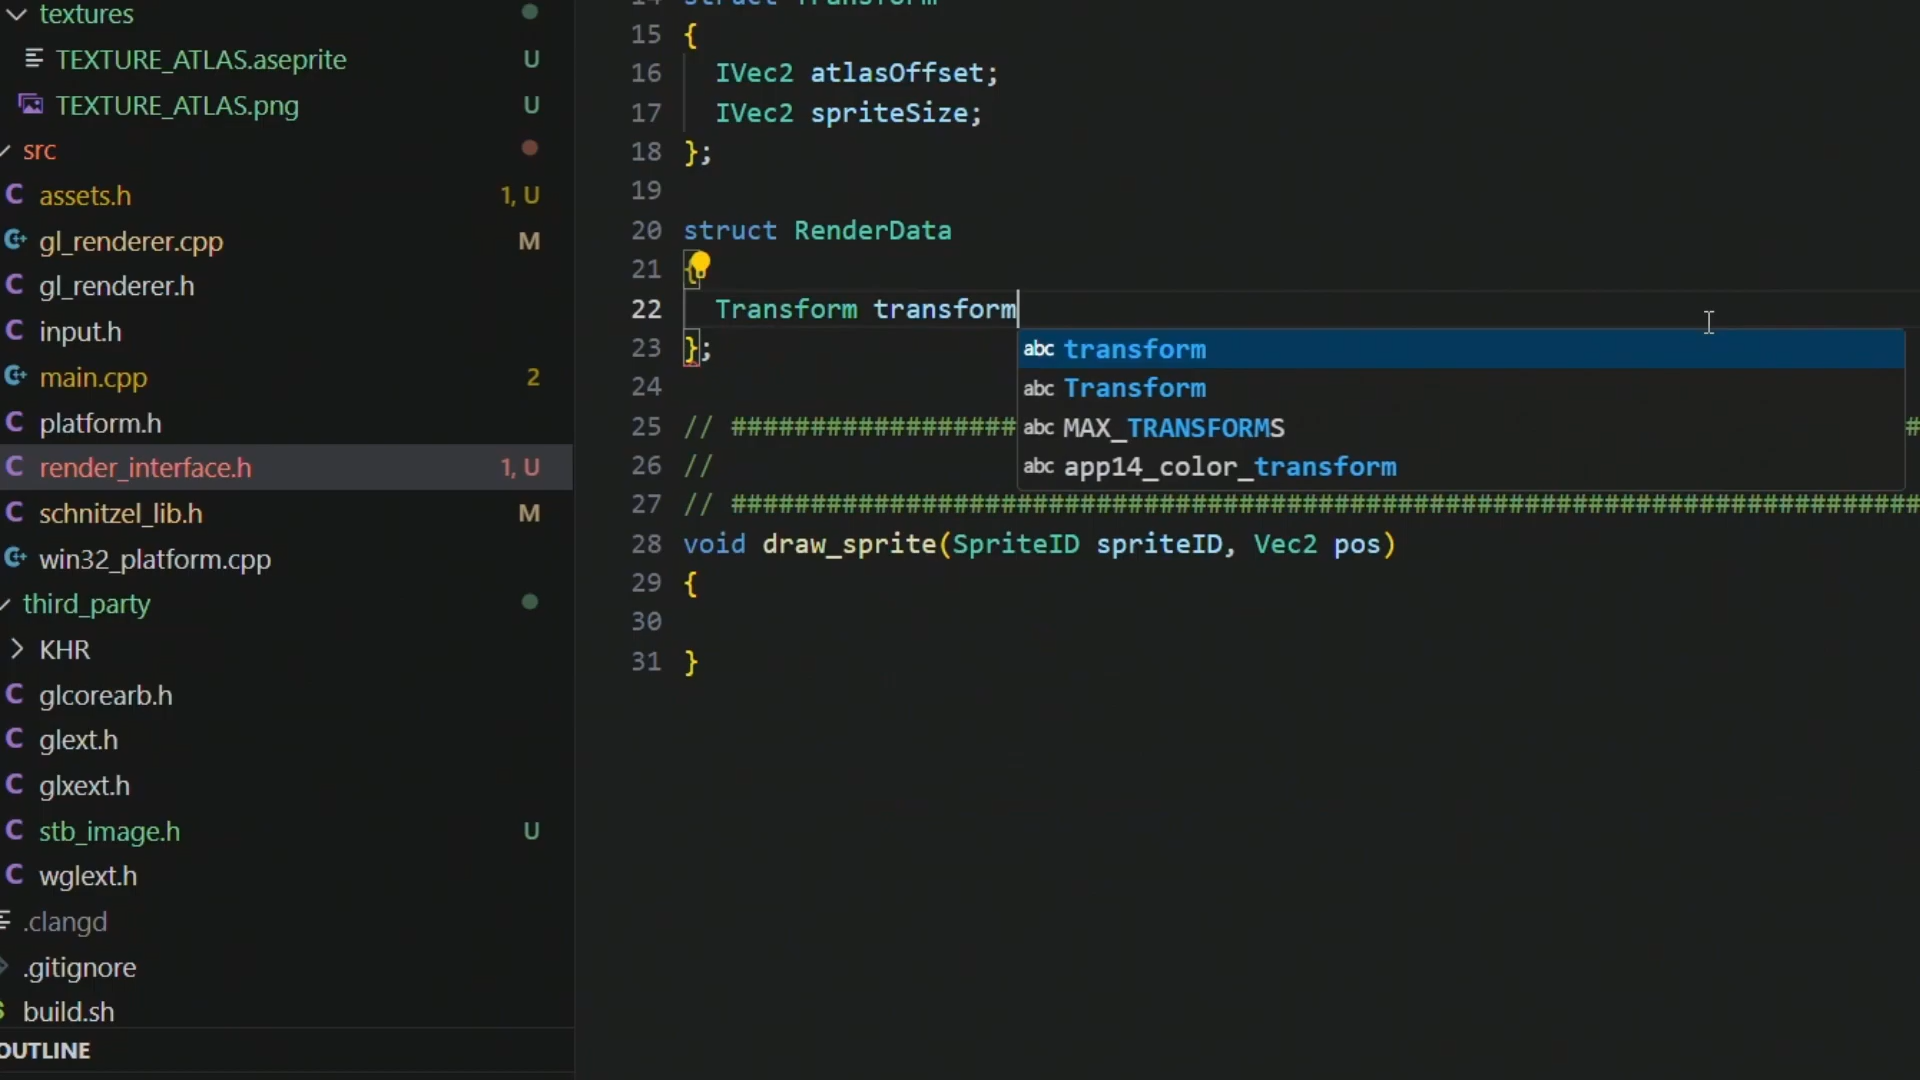 textures
TEXTURE_ATLAS.aseprite U
TEXTURE_ATLAS.png U
src
assets.h 1, U
gl_renderer.cpp M
gl_renderer.h
input.h
main.cpp 2
platform.h
render_interface.h 1, U
schnitzel_lib.h M
win32_platform.cpp
third_party
KHR
glcorearb.h
glext.h
glxext.h
stb_image.h U
wglext.h
.clangd
.gitignore
build.sh
OUTLINE
14 struct Transform
15 {
16 IVec2 atlasOffset;
17 IVec2 spriteSize;
18 };
19
20 struct RenderData
21 {
22 Transform transform
23 };
24
25 // ##################
26 //
27 // ###########################################################################
28 void draw_sprite(SpriteID spriteID, Vec2 pos)
29 {
30
31 }
abc transform
abc Transform
abc MAX_TRANSFORMS
abc app14_color_transform